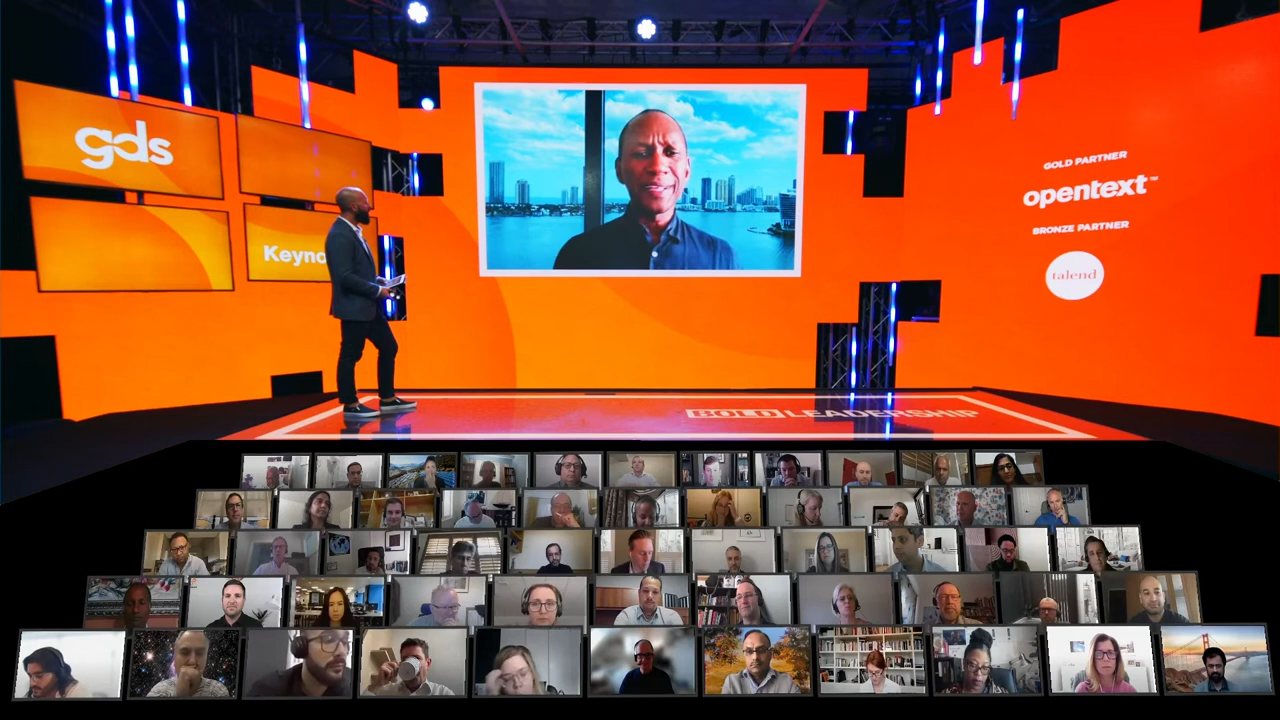 gds
Keyno
GOLD PARTNER
opentext™
BRONZE PARTNER
talend
BOLD LEADERSHIP